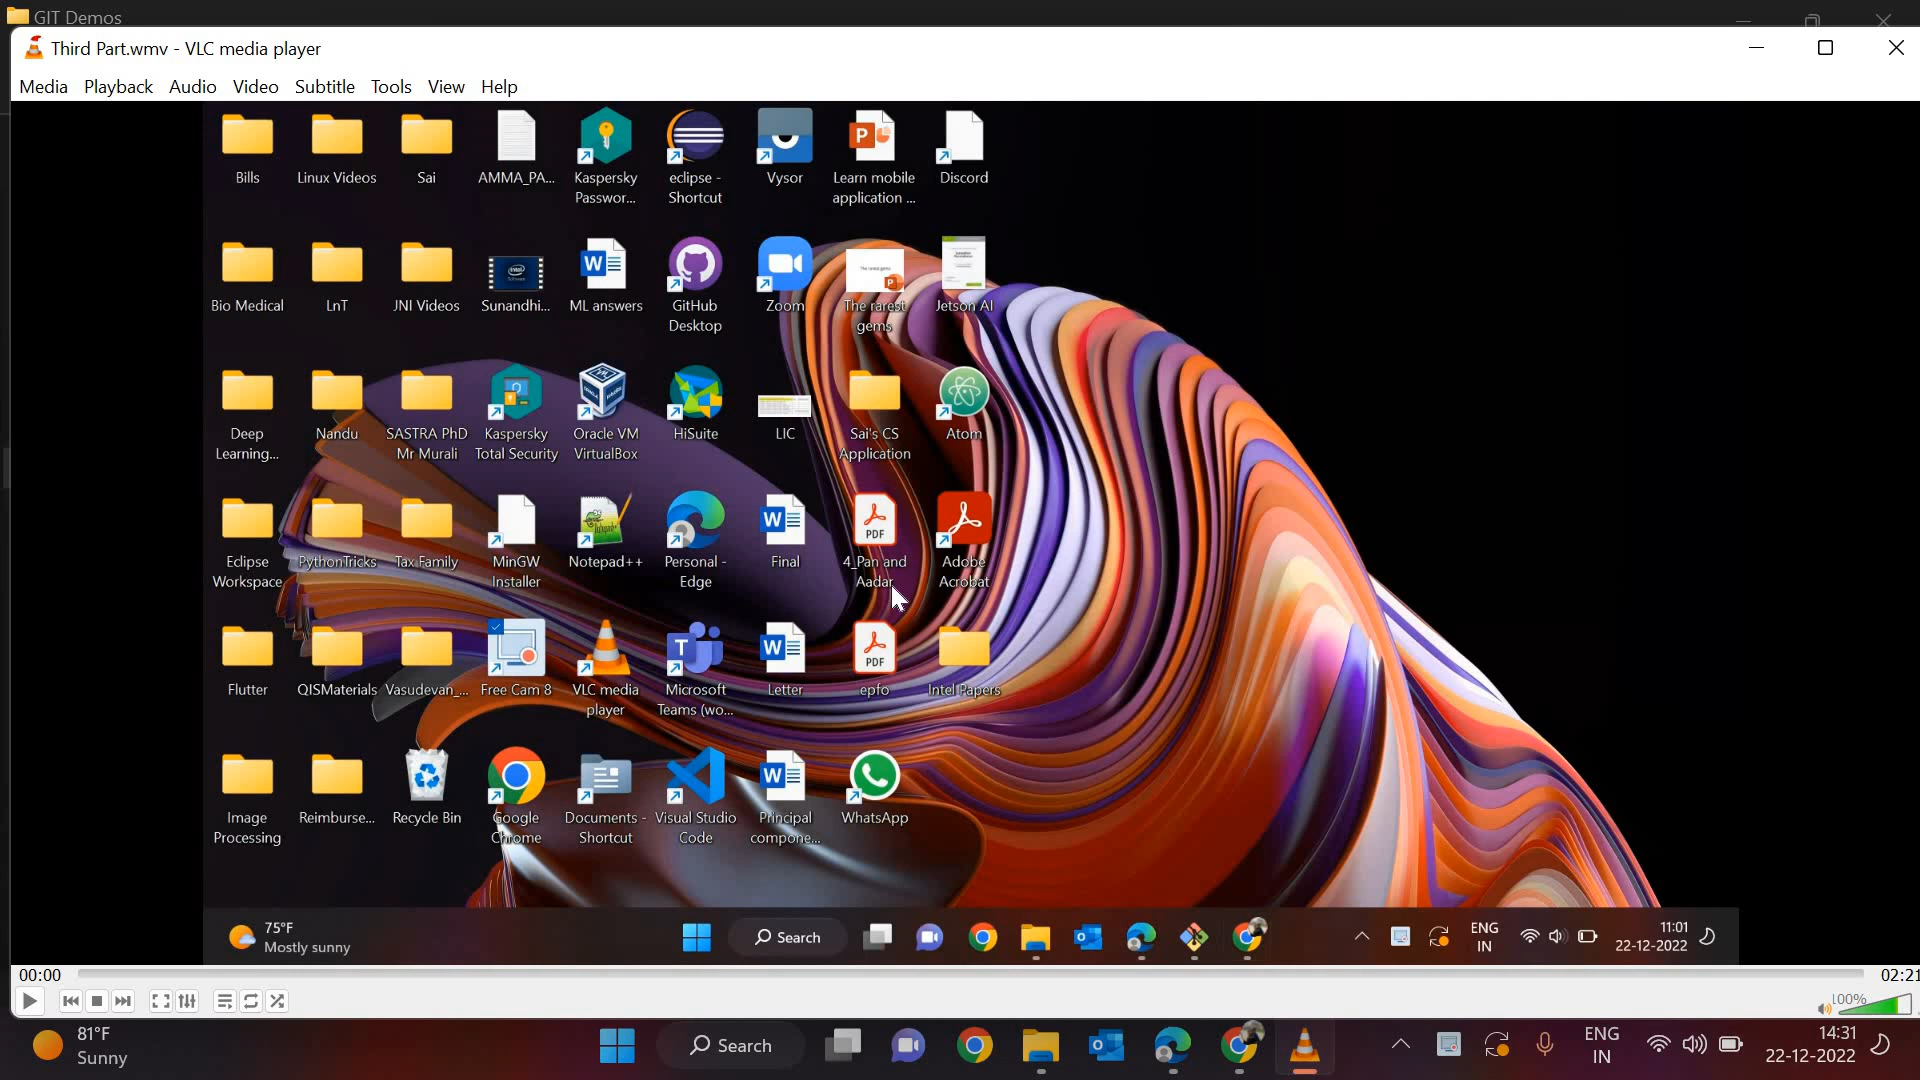 GIT Demos
Third Part.wmv - VLC media player
Media Playback Audio Video Subtitle Tools View Help
Bills
Linux Videos
Sai
AMMA_PA...
Kaspersky
Passwor...
eclipse -
Shortcut
Vysor
Learn mobile
application ...
Discord
Bio Medical
LnT
JNI Videos
Sunandhi...
ML answers
GitHub
Desktop
Zoom
The rarest
gems
Jetson AI
Deep
Learning...
Nandu
SASTRA PhD
Mr Murali
Kaspersky
Total Security
Oracle VM
VirtualBox
HiSuite
LIC
Sai's CS
Application
Atom
Eclipse
Workspace
PythonTricks
Tax Family
MinGW
Installer
Notepad++
Personal -
Edge
Final
4_Pan and
Aadar
Adobe
Acrobat
Flutter
QISMaterials
Vasudevan_...
Free Cam 8
VLC media
player
Microsoft
Teams (wo...
Letter
epfo
Intel Papers
Image
Processing
Reimburse...
Recycle Bin
Google
Chrome
Documents -
Shortcut
Visual Studio
Code
Principal
compone...
WhatsApp
75°F
Mostly sunny
Search
ENG
IN
11:01
22-12-2022
00:00
02:21
100%
81°F
Sunny
Search
ENG
IN
14:31
22-12-2022